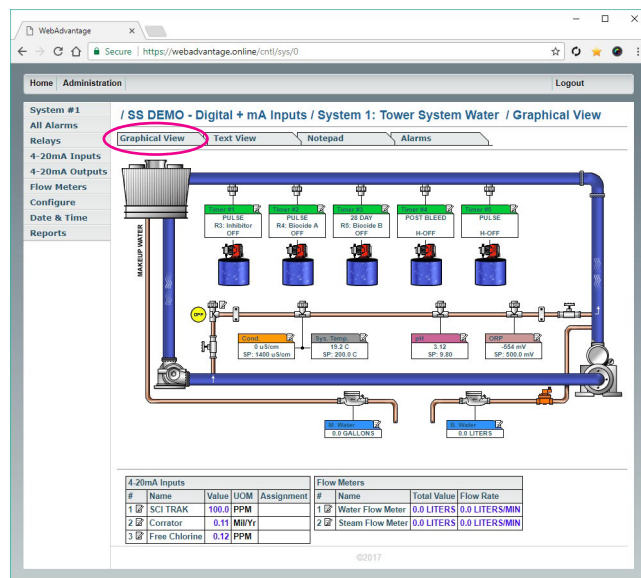 WebAdvantage
Secure | https://webadvantage.online/cntl/sys/0
Home Administration Logout
System #1
All Alarms
Relays
4-20mA Inputs
4-20mA Outputs
Flow Meters
Configure
Date & Time
Reports
/ SS DEMO - Digital + mA Inputs / System 1: Tower System Water / Graphical View
Graphical View Text View Notepad Alarms
MAKEUP WATER
Timer #1
PULSE
R3: Inhibitor
OFF
Timer #2
PULSE
R4: Biocide A
OFF
Timer #3
28 DAY
R5: Biocide B
OFF
Timer #4
POST BLEED
H-OFF
Timer #5
PULSE
H-OFF
OFF
Cond.
0 uS/cm
SP: 1400 uS/cm
Sys. Temp.
19.2 C
SP: 200.0 C
pH
3.12
SP: 9.80
ORP
-554 mV
SP: 500.0 mV
M. Water
0.0 GALLONS
B. Water
0.0 LITERS
4-20mA Inputs
# Name Value UOM Assignment
1 SCI TRAK 100.0 PPM
2 Corrator 0.11 Mil/Yr
3 Free Chlorine 0.12 PPM
Flow Meters
# Name Total Value Flow Rate
1 Water Flow Meter 0.0 LITERS 0.0 LITERS/MIN
2 Steam Flow Meter 0.0 LITERS 0.0 LITERS/MIN
©2017